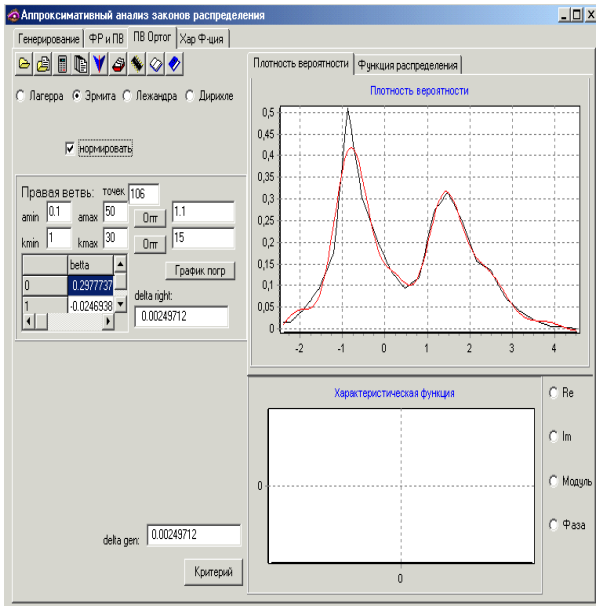 Аппроксимативный анализ законов распределения
Генерирование ФР и ПВ ПВ Ортог Хар Ф-ция
Лагерра Эрмита Лежандра Дирихле
нормировать
Правая ветвь: точек 106
amin 0.1 amax 50 Опт 1.1
kmin 1 kmax 30 Опт 15
betta
0 0.2977737
1 -0.0246938
График погр
delta right:
0.00249712
delta gen: 0.00249712
Критерий
Плотность вероятности Функция распределения
Плотность вероятности
0,5
0,45
0,4
0,35
0,3
0,25
0,2
0,15
0,1
0,05
0
-2 -1 0 1 2 3 4
Характеристическая функция
0
0
Re
Im
Модуль
Фаза